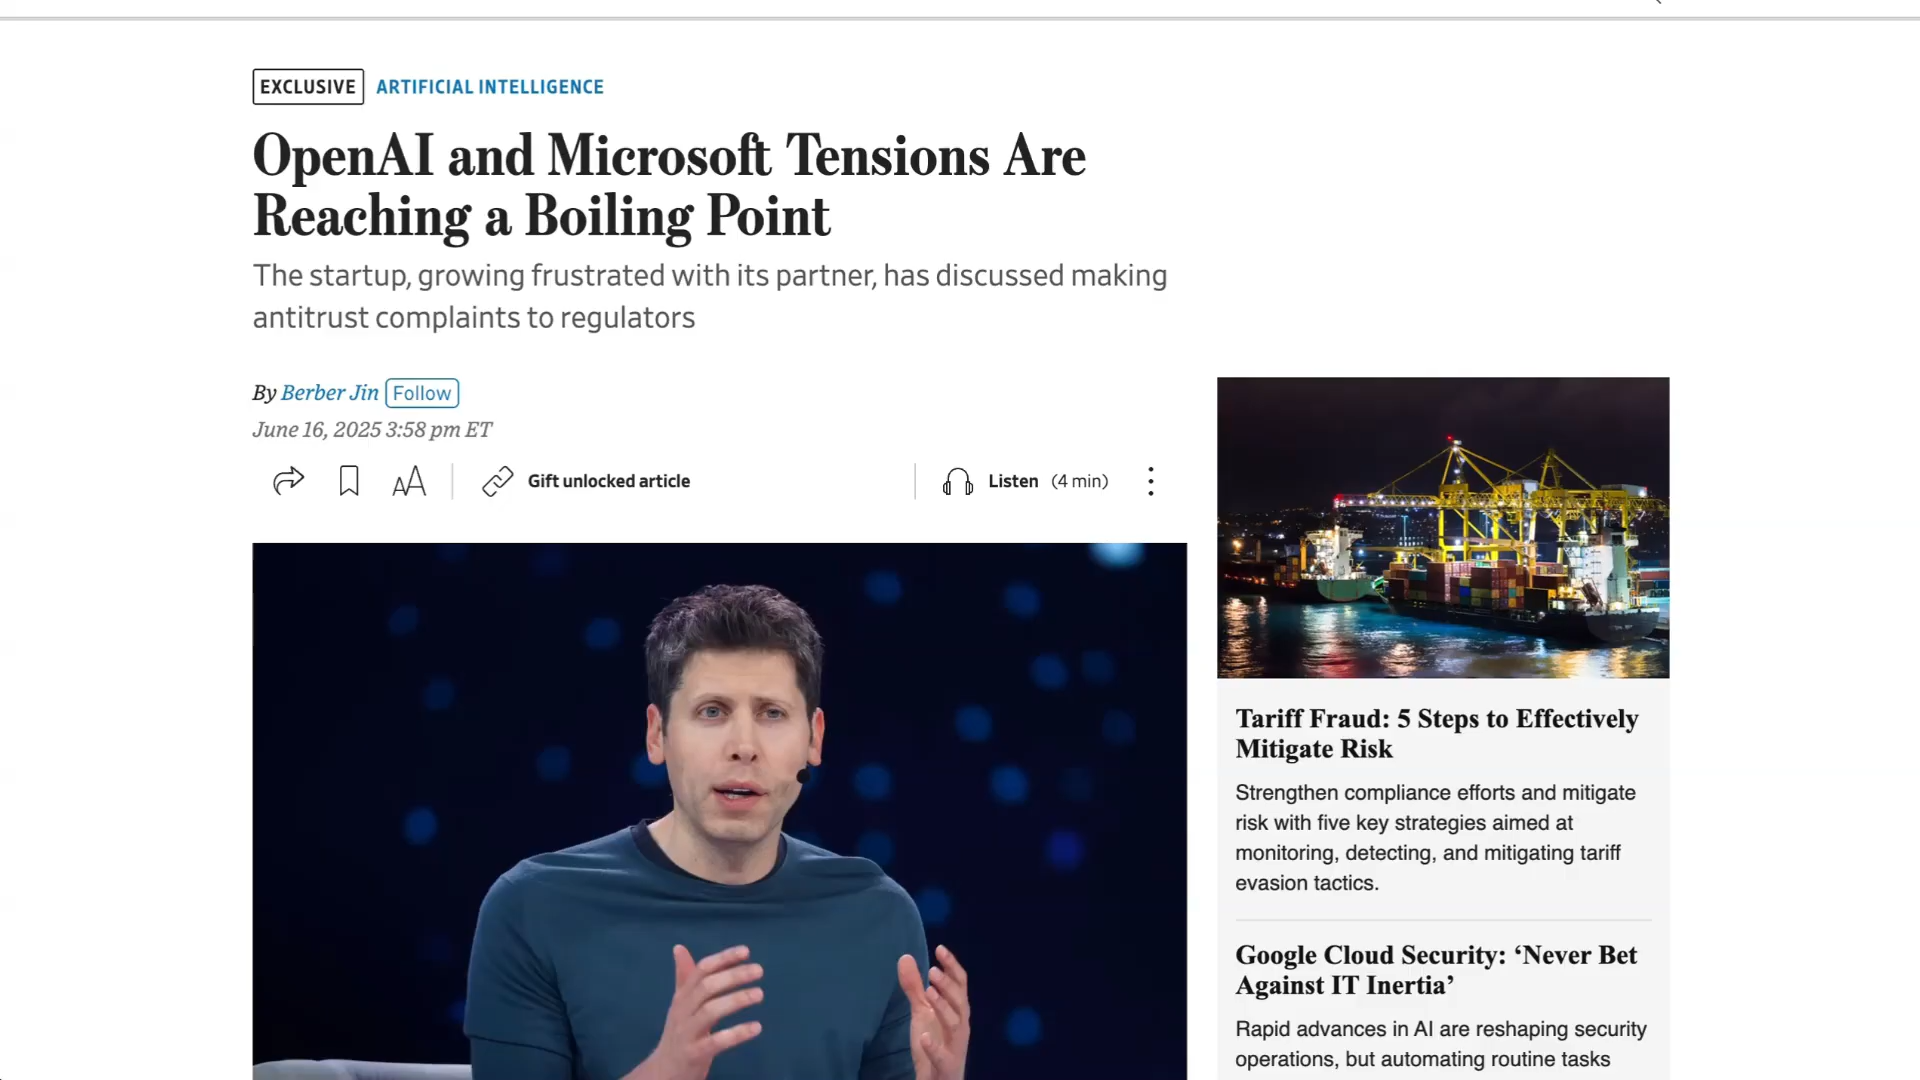 EXCLUSIVE ARTIFICIAL INTELLIGENCE
OpenAI and Microsoft Tensions Are
Reaching a Boiling Point
The startup, growing frustrated with its partner, has discussed making
antitrust complaints to regulators
By Berber Jin Follow
June 16, 2025 3:58 pm ET
AA Gift unlocked article Listen (4 min)
Tariff Fraud: 5 Steps to Effectively
Mitigate Risk
Strengthen compliance efforts and mitigate
risk with five key strategies aimed at
monitoring, detecting, and mitigating tariff
evasion tactics.
Google Cloud Security: ‘Never Bet
Against IT Inertia’
Rapid advances in AI are reshaping security
operations, but automating routine tasks